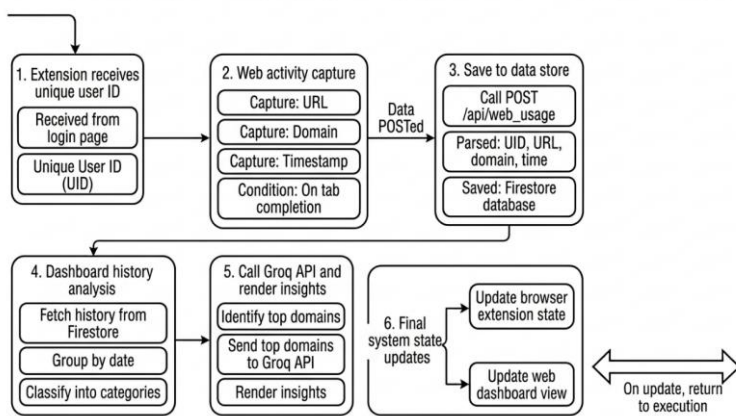 1. Extension receives
unique user ID
Received from
login page
Unique User ID
(UID)
2. Web activity capture
Capture: URL
Capture: Domain
Capture: Timestamp
Condition: On tab
completion
Data
POSTed
3. Save to data store
Call POST
/api/web_usage
Parsed: UID, URL,
domain, time
Saved: Firestore
database
4. Dashboard history
analysis
Fetch history from
Firestore
Group by date
Classify into categories
5. Call Groq API and
render insights
Identify top domains
Send top domains
to Groq API
Render insights
6. Final
system state
updates
Update browser
extension state
Update web
dashboard view
On update, return
to execution